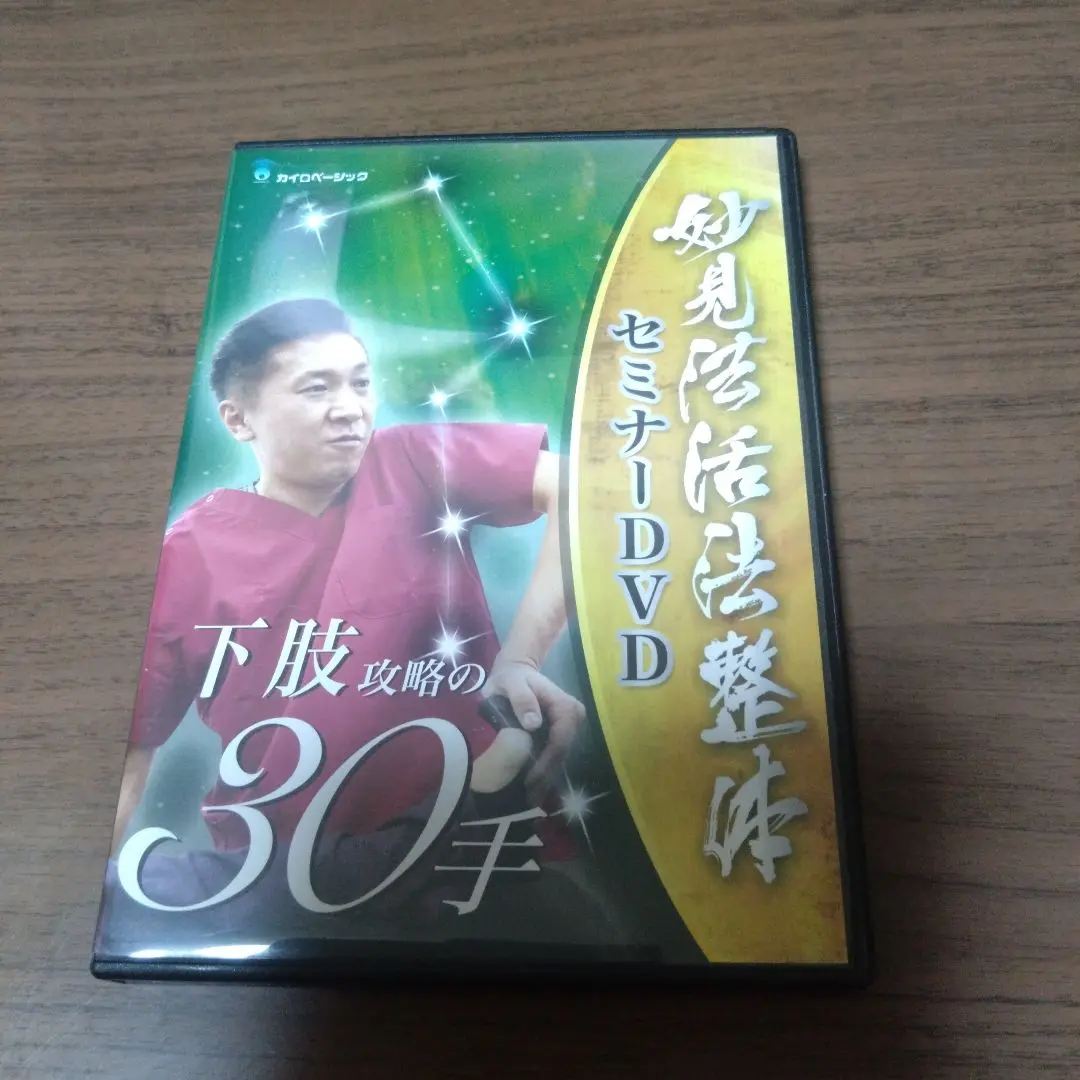 カイロベーシック
妙見法活法整体
セミナーDVD
下肢攻略の
30手